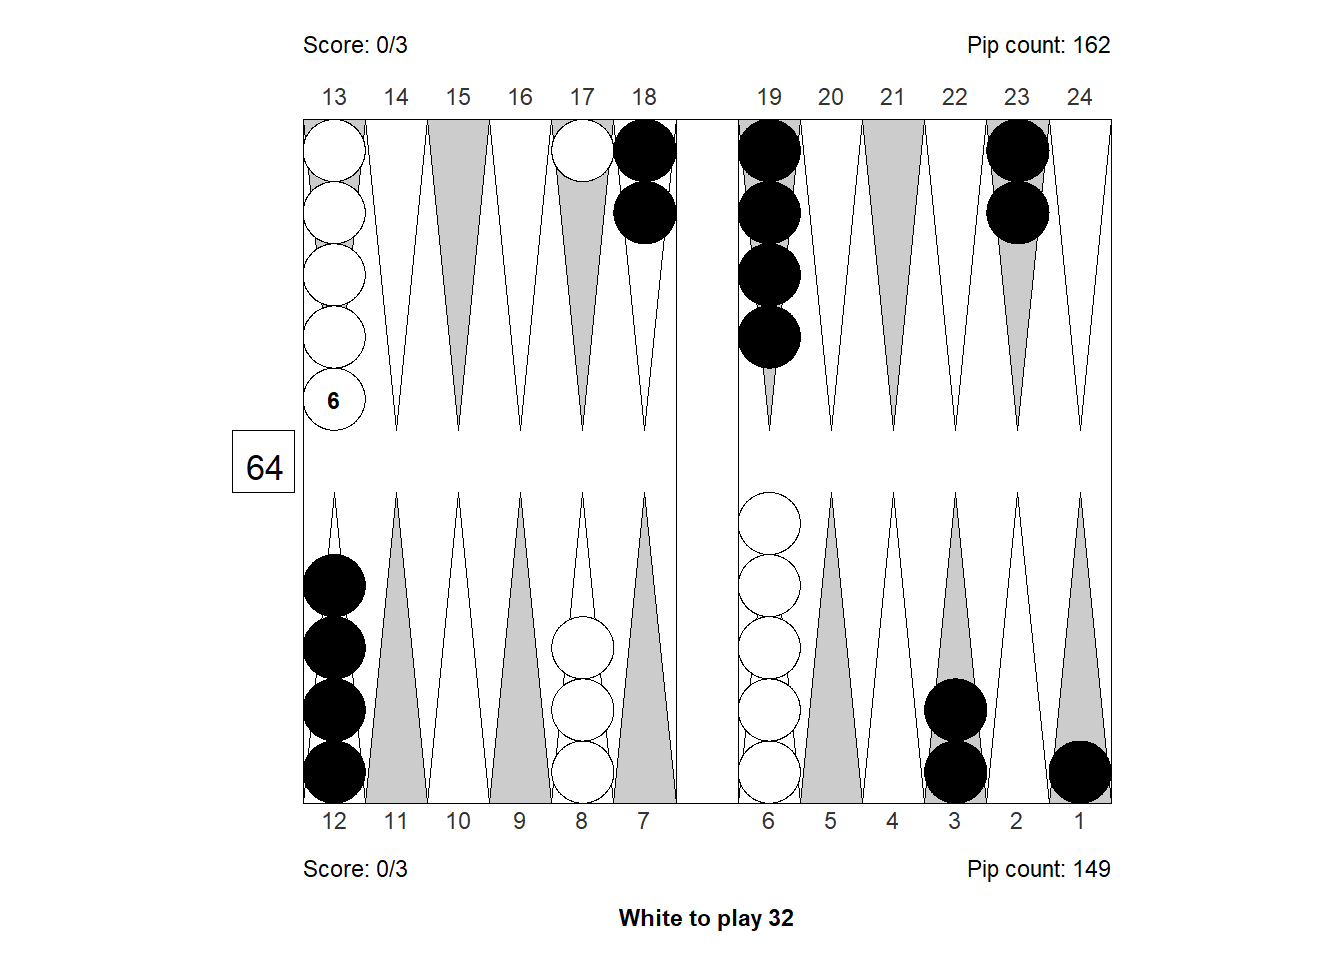 Score: 0/3 Pip count: 162
13 14 15 16 17 18 19 20 21 22 23 24
6
64
12 11 10 9 8 7 6 5 4 3 2 1
Score: 0/3 Pip count: 149
White to play 32